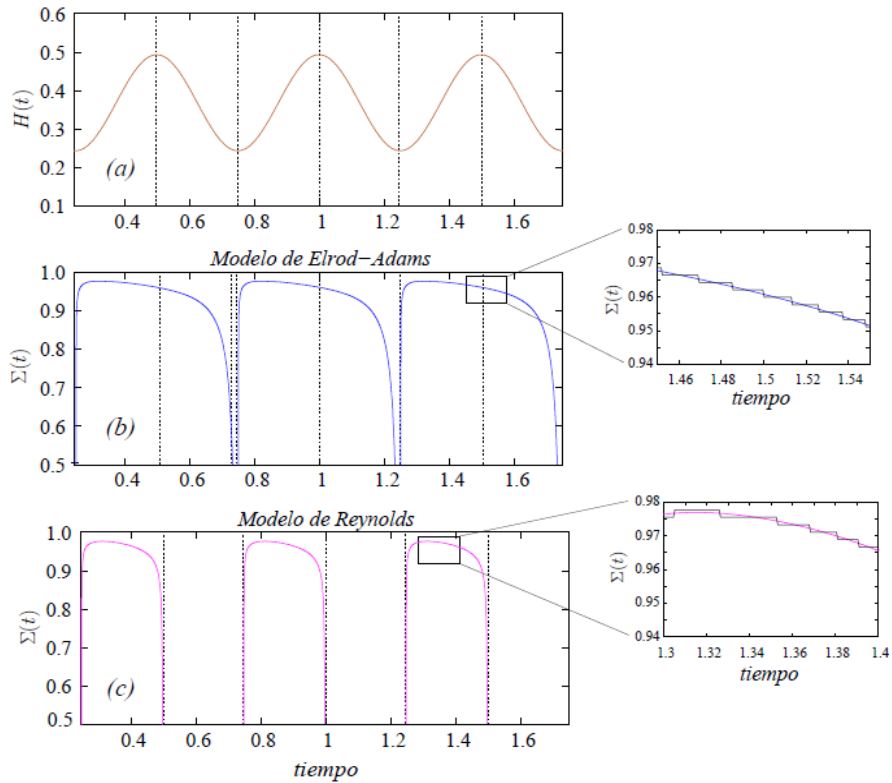 0.6
0.5
0.4
0.3
0.2
0.1
H(t)
(a)
0.4 0.6 0.8 1 1.2 1.4 1.6
Modelo de Elrod−Adams
1.0
0.9
0.8
0.7
0.6
0.5
Σ(t)
(b)
0.4 0.6 0.8 1 1.2 1.4 1.6
0.98
0.97
0.96
0.95
0.94
Σ(t)
1.46 1.48 1.5 1.52 1.54
tiempo
Modelo de Reynolds
1.0
0.9
0.8
0.7
0.6
0.5
Σ(t)
(c)
0.4 0.6 0.8 1 1.2 1.4 1.6
tiempo
0.98
0.97
0.96
0.95
0.94
Σ(t)
1.3 1.32 1.34 1.36 1.38 1.4
tiempo